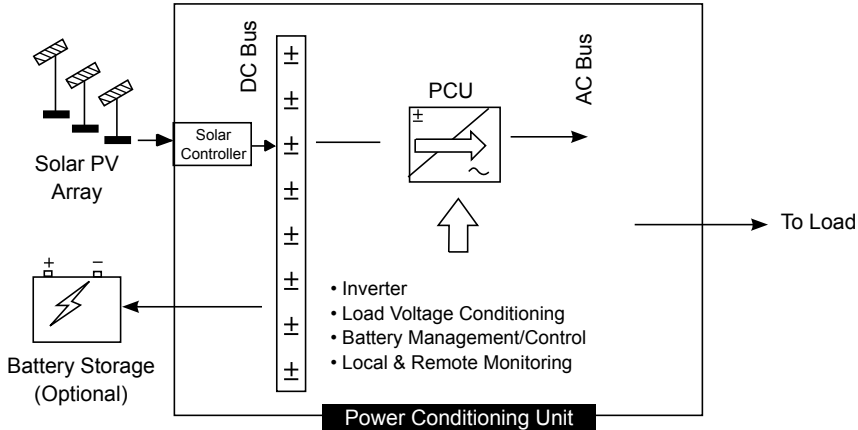 DC Bus
AC Bus
PCU
±
~
Solar
Controller
±
±
±
±
±
±
±
±
Solar PV
Array
To Load
+ −
Battery Storage
(Optional)
• Inverter
• Load Voltage Conditioning
• Battery Management/Control
• Local & Remote Monitoring
Power Conditioning Unit